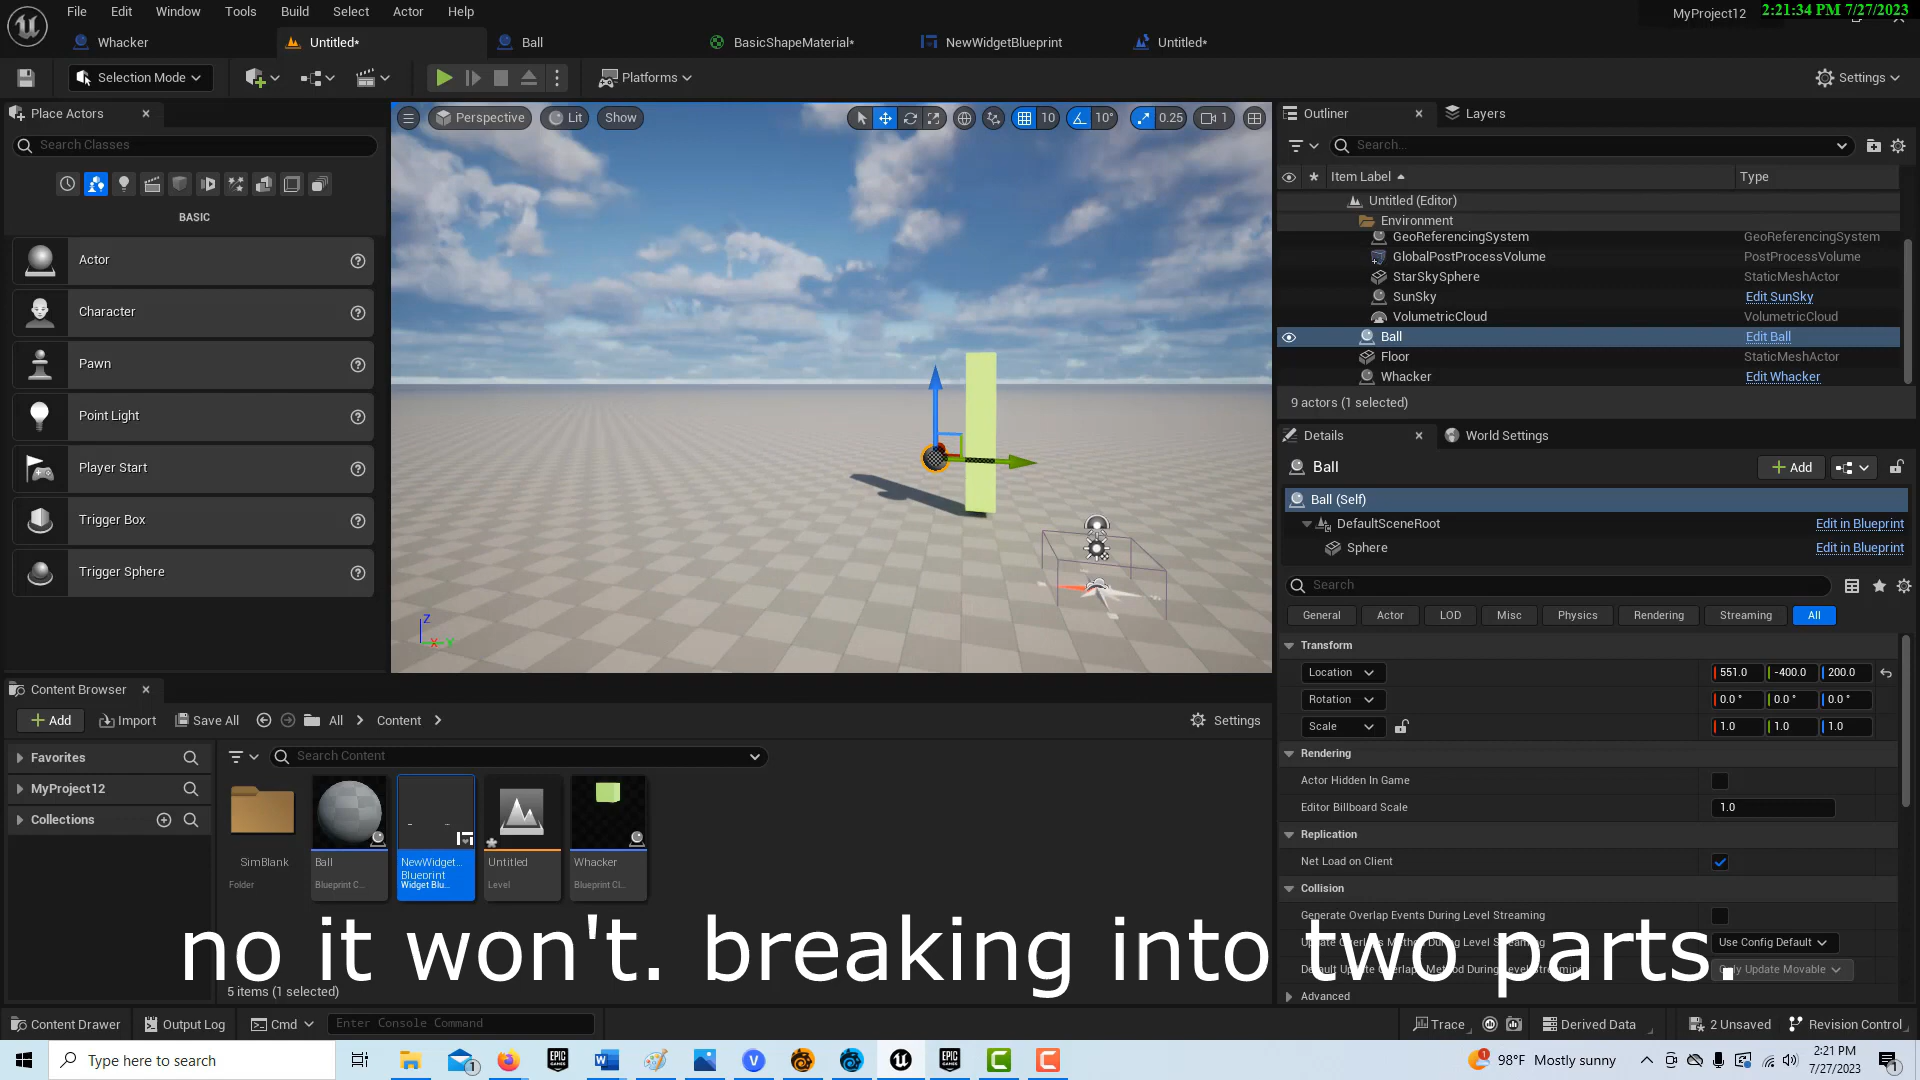 File Edit Window Tools Build Select Actor Help
MyProject12
2:21:34 PM 7/27/2023
Whacker
Untitled*
Ball
BasicShapeMaterial*
NewWidgetBlueprint
Untitled*
Selection Mode
Platforms
Settings
Place Actors
Search Classes
BASIC
Actor
Character
Pawn
Point Light
Player Start
Trigger Box
Trigger Sphere
Perspective Lit Show
10 10° 0.25 1
Z
X Y
Outliner
Layers
Search...
Item Label Type
Untitled (Editor)
Environment
GeoReferencingSystem GeoReferencingSystem
GlobalPostProcessVolume PostProcessVolume
StarSkySphere StaticMeshActor
SunSky Edit SunSky
VolumetricCloud VolumetricCloud
Ball Edit Ball
Floor StaticMeshActor
Whacker Edit Whacker
9 actors (1 selected)
Details
World Settings
Ball
Add
Ball (Self)
DefaultSceneRoot Edit in Blueprint
Sphere Edit in Blueprint
Search
General Actor LOD Misc Physics Rendering Streaming All
Transform
Location 551.0 -400.0 200.0
Rotation 0.0 ° 0.0 ° 0.0 °
Scale 1.0 1.0 1.0
Rendering
Actor Hidden In Game
Editor Billboard Scale 1.0
Replication
Net Load on Client
Collision
Generate Overlap Events During Level Streaming
Use Config Default
Only Update Movable
Advanced
Content Browser
Add Import Save All All Content Settings
Favorites
MyProject12
Collections
Search Content
SimBlank
Folder
Ball
Blueprint C...
NewWidget...
Blueprint
Widget Blu...
Untitled
Level
Whacker
Blueprint Cl...
no it won't. breaking into two parts.
5 items (1 selected)
Content Drawer Output Log Cmd Enter Console Command
Trace Derived Data 2 Unsaved Revision Control
Type here to search
98°F Mostly sunny
2:21 PM
7/27/2023